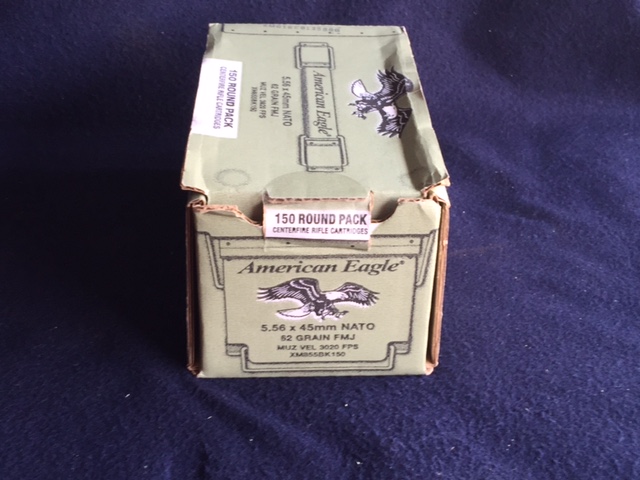 150 ROUND PACK
CENTERFIRE RIFLE CARTRIDGES
American Eagle®
5.56 x 45mm NATO
62 GRAIN FMJ
MUZ VEL 3020 FPS
XM855BK150
150 ROUND PACK
CENTERFIRE RIFLE CARTRIDGES
American Eagle®
5.56 x 45mm NATO
62 GRAIN FMJ
MUZ VEL 3020 FPS
XM855BK150